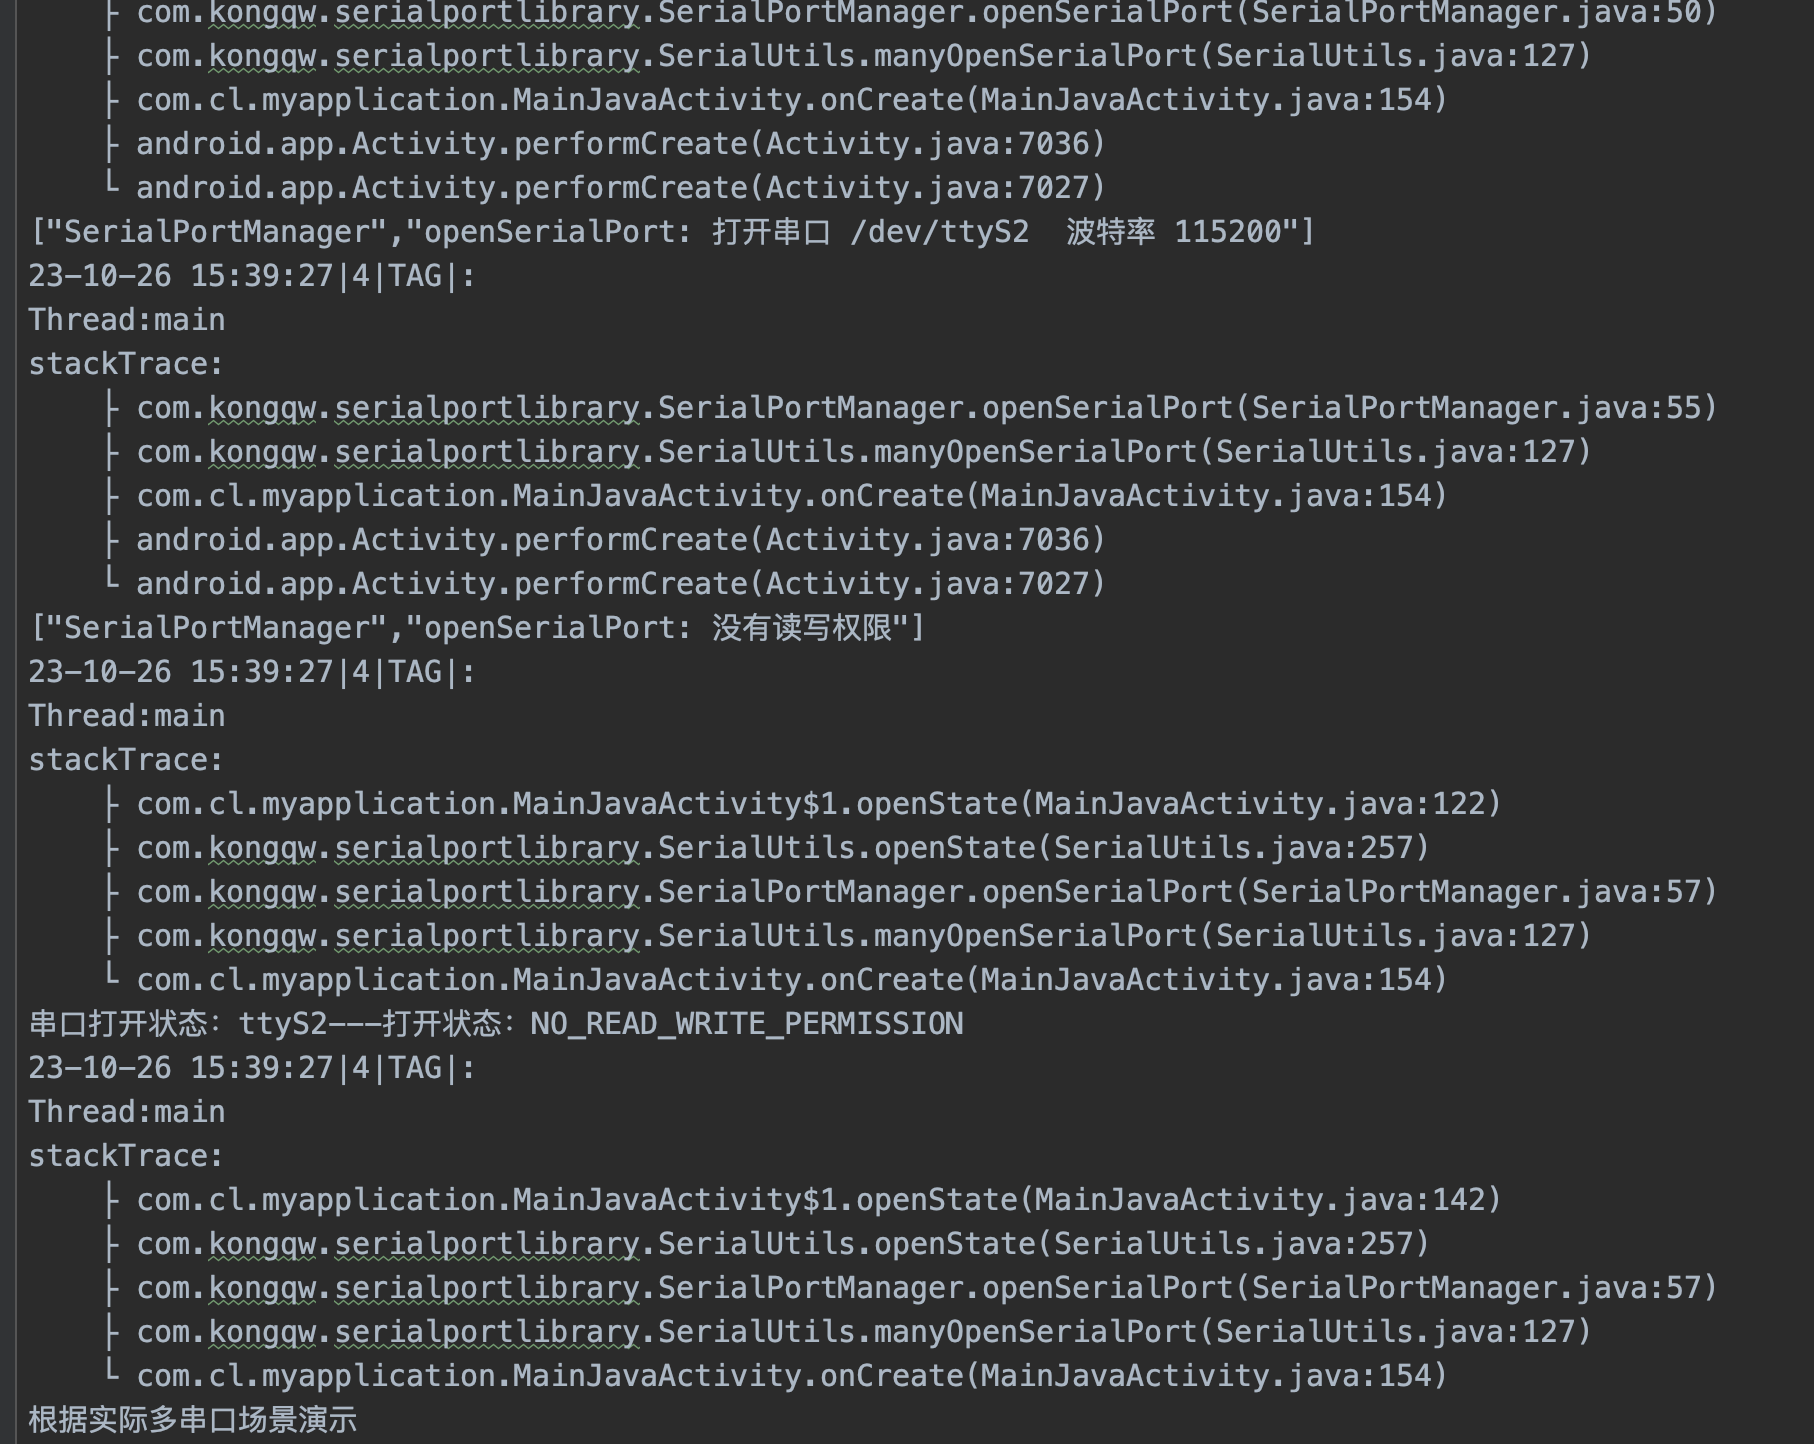 ├ com.kongqw.serialportlibrary.SerialPortManager.openSerialPort(SerialPortManager.java:50)
├ com.kongqw.serialportlibrary.SerialUtils.manyOpenSerialPort(SerialUtils.java:127)
├ com.cl.myapplication.MainJavaActivity.onCreate(MainJavaActivity.java:154)
├ android.app.Activity.performCreate(Activity.java:7036)
└ android.app.Activity.performCreate(Activity.java:7027)
["SerialPortManager","openSerialPort: 打开串口 /dev/ttyS2  波特率 115200"]
23-10-26 15:39:27|4|TAG|:
Thread:main
stackTrace:
├ com.kongqw.serialportlibrary.SerialPortManager.openSerialPort(SerialPortManager.java:55)
├ com.kongqw.serialportlibrary.SerialUtils.manyOpenSerialPort(SerialUtils.java:127)
├ com.cl.myapplication.MainJavaActivity.onCreate(MainJavaActivity.java:154)
├ android.app.Activity.performCreate(Activity.java:7036)
└ android.app.Activity.performCreate(Activity.java:7027)
["SerialPortManager","openSerialPort: 没有读写权限"]
23-10-26 15:39:27|4|TAG|:
Thread:main
stackTrace:
├ com.cl.myapplication.MainJavaActivity$1.openState(MainJavaActivity.java:122)
├ com.kongqw.serialportlibrary.SerialUtils.openState(SerialUtils.java:257)
├ com.kongqw.serialportlibrary.SerialPortManager.openSerialPort(SerialPortManager.java:57)
├ com.kongqw.serialportlibrary.SerialUtils.manyOpenSerialPort(SerialUtils.java:127)
└ com.cl.myapplication.MainJavaActivity.onCreate(MainJavaActivity.java:154)
串口打开状态：ttyS2---打开状态：NO_READ_WRITE_PERMISSION
23-10-26 15:39:27|4|TAG|:
Thread:main
stackTrace:
├ com.cl.myapplication.MainJavaActivity$1.openState(MainJavaActivity.java:142)
├ com.kongqw.serialportlibrary.SerialUtils.openState(SerialUtils.java:257)
├ com.kongqw.serialportlibrary.SerialPortManager.openSerialPort(SerialPortManager.java:57)
├ com.kongqw.serialportlibrary.SerialUtils.manyOpenSerialPort(SerialUtils.java:127)
└ com.cl.myapplication.MainJavaActivity.onCreate(MainJavaActivity.java:154)
根据实际多串口场景演示